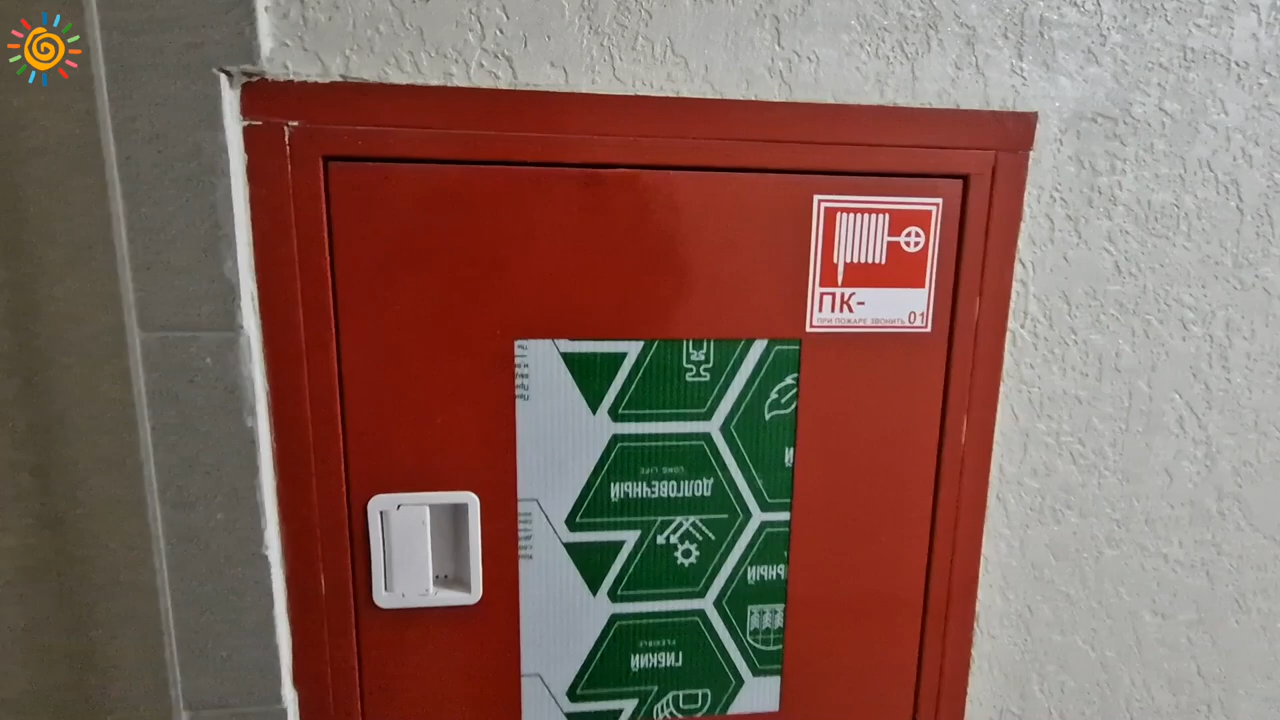 ПК-
ПРИ ПОЖАРЕ ЗВОНИТЬ 01
LONG LIFE
ДОЛГОВЕЧНЫЙ
FLEXIBLE
ГИБКИЙ